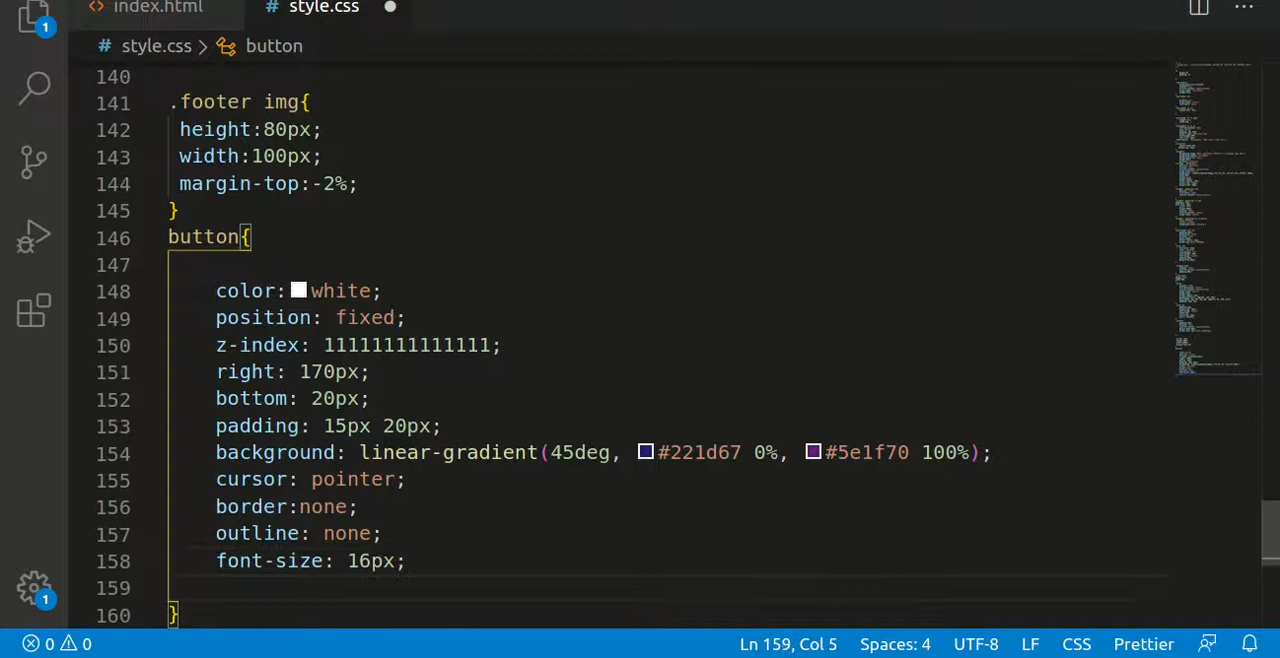 index.html
# style.css
1
# style.css > button
140
141 .footer img{
142 height:80px;
143 width:100px;
144 margin-top:-2%;
145 }
146 button{
147
148 color:white;
149 position: fixed;
150 z-index: 11111111111111;
151 right: 170px;
152 bottom: 20px;
153 padding: 15px 20px;
154 background: linear-gradient(45deg, #221d67 0%, #5e1f70 100%);
155 cursor: pointer;
156 border:none;
157 outline: none;
158 font-size: 16px;
159
160 }
1
0 0 Ln 159, Col 5 Spaces: 4 UTF-8 LF CSS Prettier